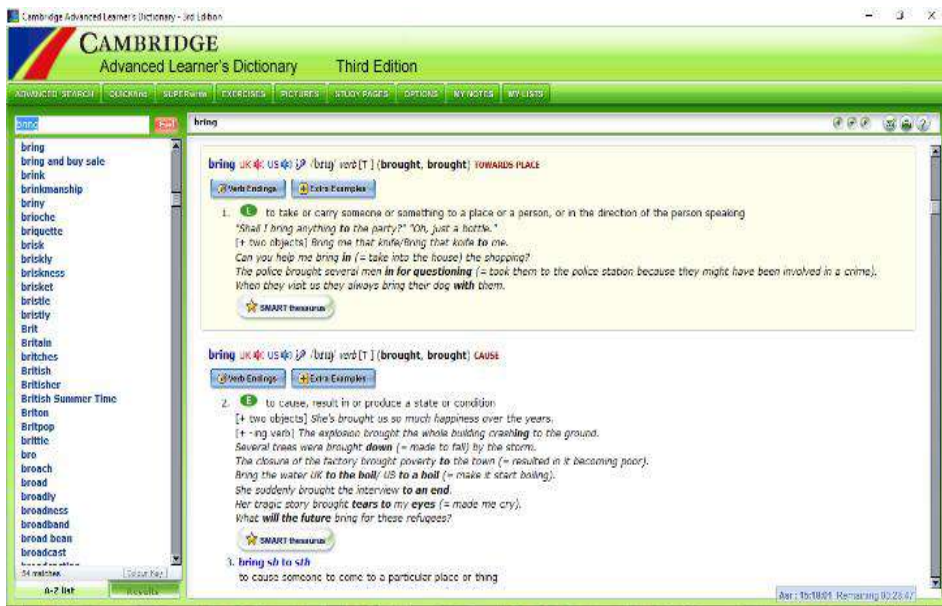 Cambridge Advanced Learner's Dictionary - 3rd Edition
CAMBRIDGE
Advanced Learner's Dictionary Third Edition
ADVANCED SEARCH QUICKfind SUPERwrite EXERCISES PICTURES STUDY PAGES OPTIONS MY NOTES MY LISTS
bring
bring
bring
bring and buy sale
brink
brinkmanship
briny
brioche
briquette
brisk
briskly
briskness
brisket
bristle
bristly
Brit
Britain
britches
British
Britisher
British Summer Time
Briton
Britpop
brittle
bro
broach
broad
broadly
broadness
broadband
broad bean
broadcast
54 matches Colour Key
A-Z list Results
bring UK US /brɪŋ/ verb [T] (brought, brought) TOWARDS PLACE
Verb Endings Extra Examples
1. E to take or carry someone or something to a place or a person, or in the direction of the person speaking
"Shall I bring anything to the party?" "Oh, just a bottle."
[+ two objects] Bring me that knife/Bring that knife to me.
Can you help me bring in (= take into the house) the shopping?
The police brought several men in for questioning (= took them to the police station because they might have been involved in a crime).
When they visit us they always bring their dog with them.
SMART thesaurus
bring UK US /brɪŋ/ verb [T] (brought, brought) CAUSE
Verb Endings Extra Examples
2. E to cause, result in or produce a state or condition
[+ two objects] She's brought us so much happiness over the years.
[+ -ing verb] The explosion brought the whole building crashing to the ground.
Several trees were brought down (= made to fall) by the storm.
The closure of the factory brought poverty to the town (= resulted in it becoming poor).
Bring the water UK to the boil/ US to a boil (= make it start boiling).
She suddenly brought the interview to an end.
Her tragic story brought tears to my eyes (= made me cry).
What will the future bring for these refugees?
SMART thesaurus
3. bring sb to sth
to cause someone to come to a particular place or thing
Asr : 15:18:01 Remaining 00:28:47